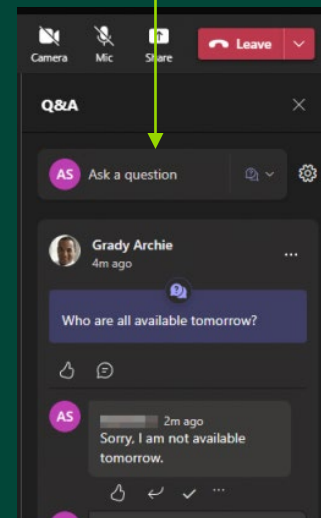 Camera Mic Share Leave
Q&A
AS Ask a question
Grady Archie
4m ago
Who are all available tomorrow?
AS 2m ago
Sorry, I am not available
tomorrow.